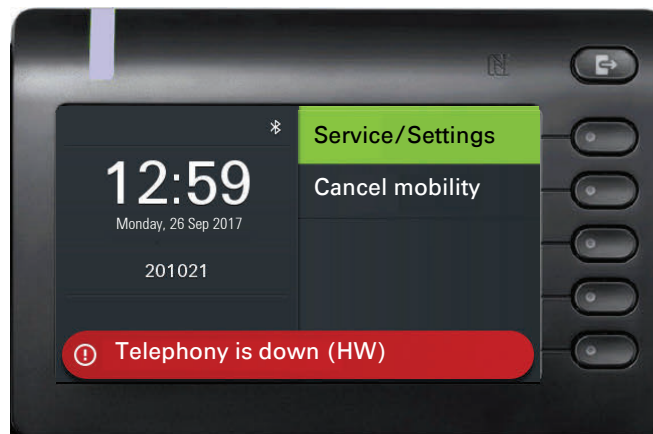 12:59
Monday, 26 Sep 2017
201021
Service/Settings
Cancel mobility
Telephony is down (HW)